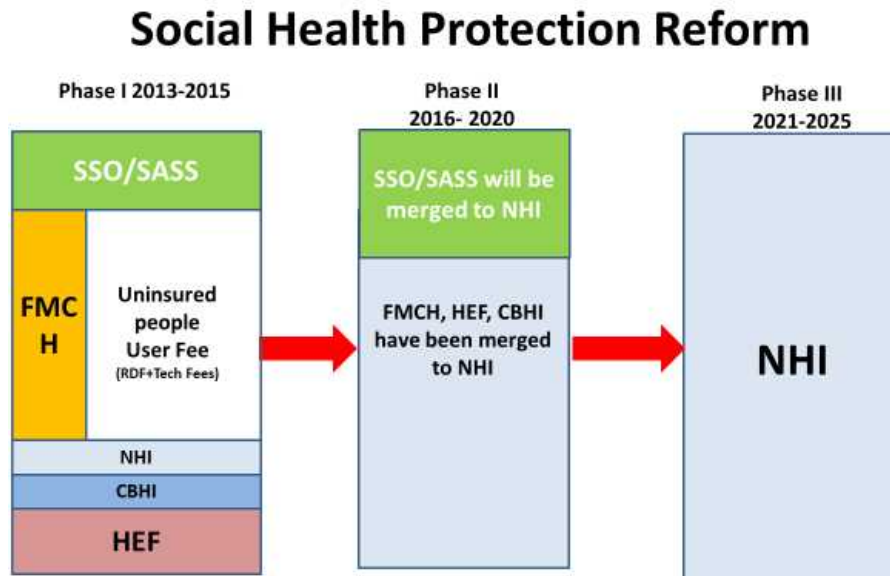 Social Health Protection Reform
Phase I 2013-2015
SSO/SASS
FMC
H
Uninsured
people
User Fee
(RDF+Tech Fees)
NHI
CBHI
HEF
Phase II
2016- 2020
SSO/SASS will be
merged to NHI
FMCH, HEF, CBHI
have been merged
to NHI
Phase III
2021-2025
NHI